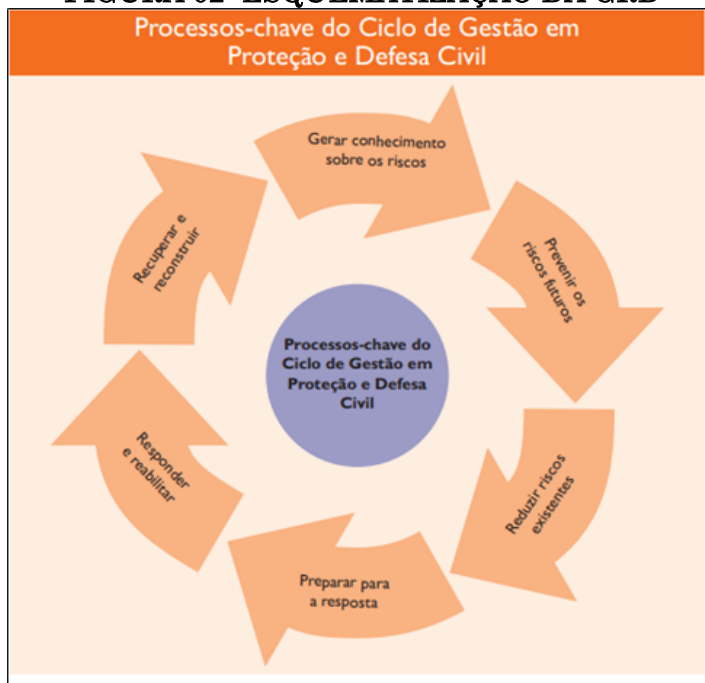 Processos-chave do Ciclo de Gestão em
Proteção e Defesa Civil
Gerar conhecimento
sobre os riscos
Prevenir os
riscos futuros
Reduzir riscos
existentes
Preparar para
a resposta
Responder
e reabilitar
Recuperar e
reconstruir
Processos-chave do
Ciclo de Gestão em
Proteção e Defesa
Civil